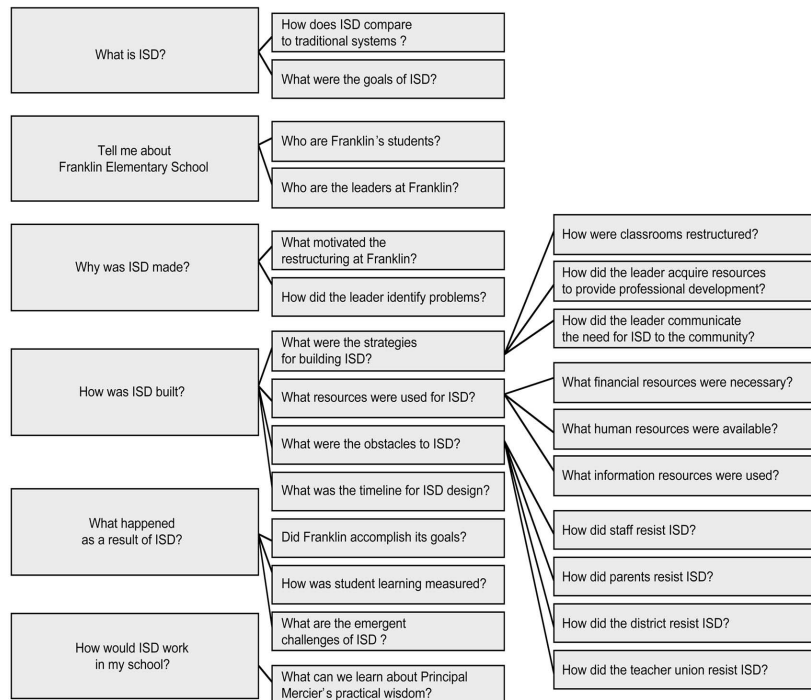 What is ISD?
How does ISD compare
to traditional systems ?
What were the goals of ISD?
Tell me about
Franklin Elementary School
Who are Franklin's students?
Who are the leaders at Franklin?
Why was ISD made?
What motivated the
restructuring at Franklin?
How did the leader identify problems?
How was ISD built?
What were the strategies
for building ISD?
How were classrooms restructured?
How did the leader acquire resources
to provide professional development?
How did the leader communicate
the need for ISD to the community?
What resources were used for ISD?
What financial resources were necessary?
What human resources were available?
What information resources were used?
What were the obstacles to ISD?
How did staff resist ISD?
How did parents resist ISD?
How did the district resist ISD?
How did the teacher union resist ISD?
What was the timeline for ISD design?
What happened
as a result of ISD?
Did Franklin accomplish its goals?
How was student learning measured?
What are the emergent
challenges of ISD ?
How would ISD work
in my school?
What can we learn about Principal
Mercier's practical wisdom?